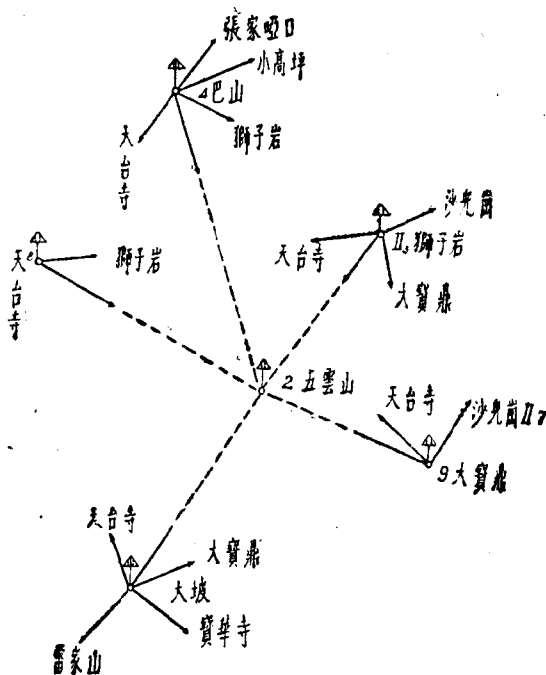 張家啞口
小高坪
4巴山
獅子岩
天台寺
沙兒崗
天台寺
II3獅子岩
大寶鼎
獅子岩
天台寺
2五雲山
天台寺
沙兒崗II7
9大寶鼎
天台寺
大寶鼎
大坡
寶華寺
雷家山